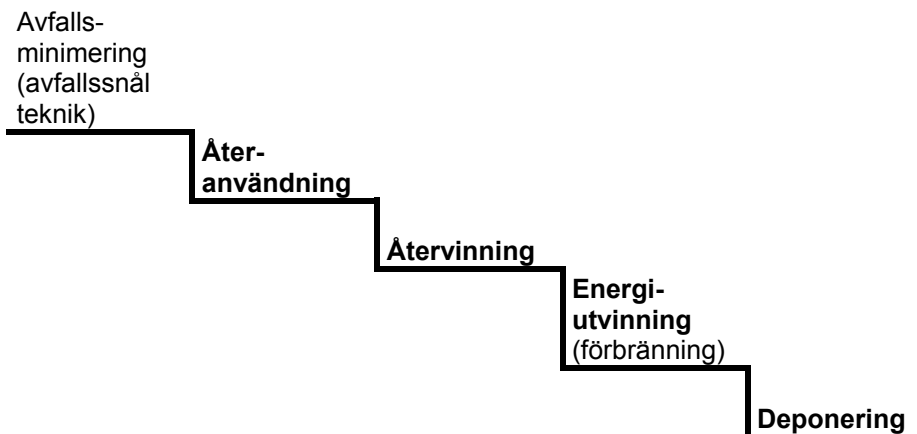 Avfalls-
minimering
(avfallssnål
teknik)
Åter-
användning
Återvinning
Energi-
utvinning
(förbränning)
Deponering